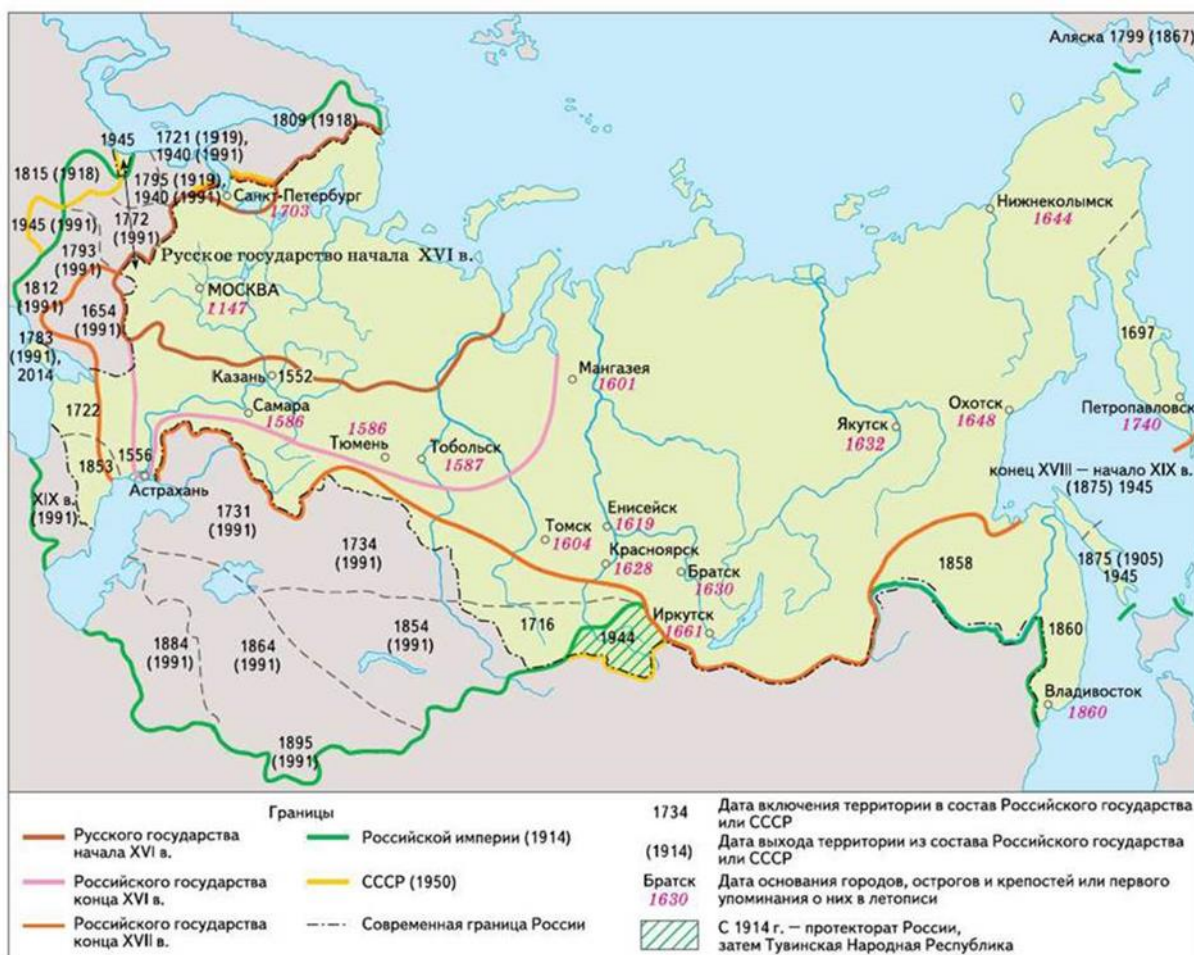 Аляска 1799 (1867)
1809 (1918)
1945
1721 (1919),
1940 (1991)
1815 (1918)
1795 (1919),
1940 (1991)
Санкт-Петербург
1703
Нижнеколымск
1644
1945 (1991)
1772
(1991)
1793
(1991)
Русское государство начала XVI в.
1812
(1991)
МОСКВА
1147
1654
(1991)
1697
1783
(1991),
2014
Казань
1552
Мангазея
1601
Самара
1586
1586
Тюмень
Тобольск
1587
Якутск
1632
Охотск
1648
Петропавловск
1740
1722
1853
1556
Астрахань
конец XVIII – начало XIX в.
(1875) 1945
XIX в.
(1991)
1731
(1991)
1734
(1991)
Томск
1604
Енисейск
1619
Красноярск
1628
Братск
1630
1858
1875 (1905)
1945
Иркутск
1661
1716
1944
1860
1884
(1991)
1864
(1991)
1854
(1991)
Владивосток
1860
1895
(1991)
Границы
Русского государства
начала XVI в.
Российского государства
конца XVI в.
Российского государства
конца XVII в.
Российской империи (1914)
СССР (1950)
Современная граница России
1734
Дата включения территории в состав Российского государства
или СССР
(1914)
Дата выхода территории из состава Российского государства
или СССР
Братск
1630
Дата основания городов, острогов и крепостей или первого
упоминания о них в летописи
С 1914 г. – протекторат России,
затем Тувинская Народная Республика